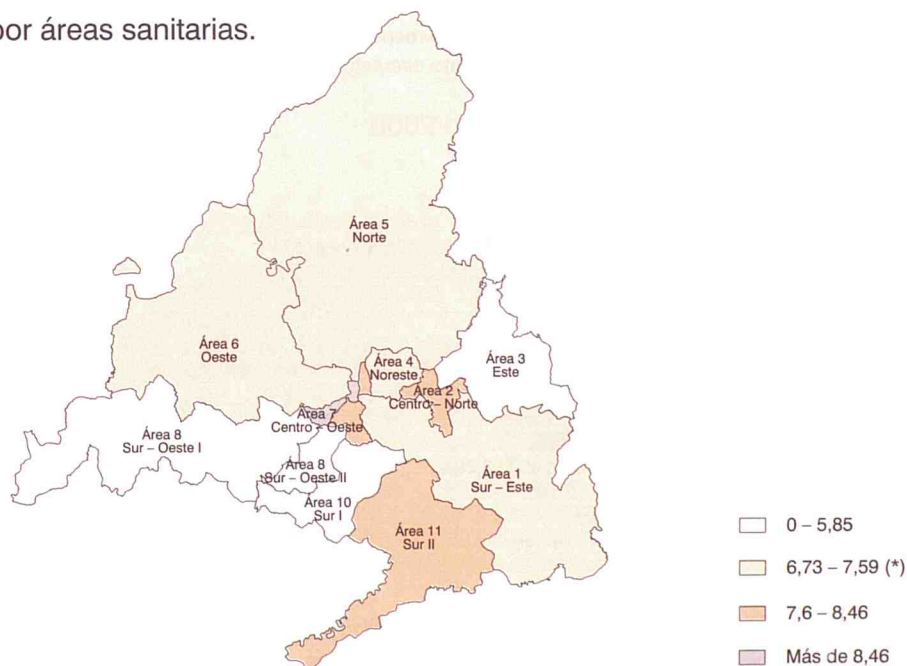 por áreas sanitarias.
Área 5
Norte
Área 6
Oeste
Área 4
Noreste
Área 3
Este
Área 2
Centro – Norte
Área 7
Centro – Oeste
Área 8
Sur – Oeste I
Área 8
Sur – Oeste II
Área 1
Sur – Este
Área 10
Sur I
Área 11
Sur II
0 – 5,85
6,73 – 7,59 (*)
7,6 – 8,46
Más de 8,46